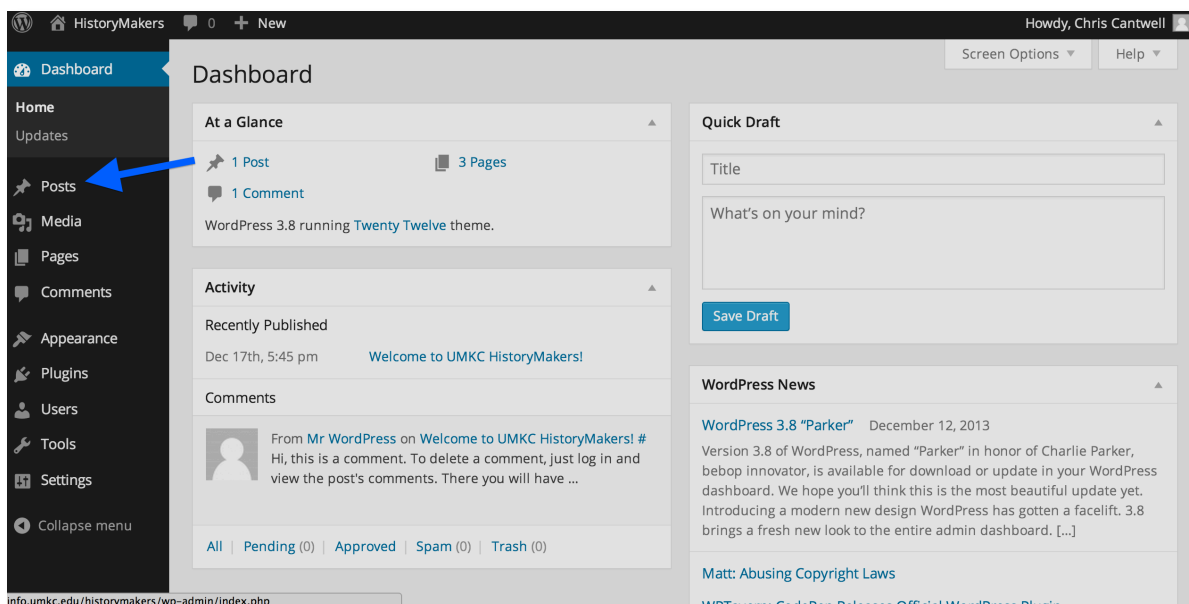 HistoryMakers 0 + New Howdy, Chris Cantwell
Dashboard
Home
Updates
Posts
Media
Pages
Comments
Appearance
Plugins
Users
Tools
Settings
Collapse menu
Screen Options Help
Dashboard
At a Glance
1 Post 3 Pages
1 Comment
WordPress 3.8 running Twenty Twelve theme.
Activity
Recently Published
Dec 17th, 5:45 pm Welcome to UMKC HistoryMakers!
Comments
From Mr WordPress on Welcome to UMKC HistoryMakers! #
Hi, this is a comment. To delete a comment, just log in and
view the post's comments. There you will have ...
All | Pending (0) | Approved | Spam (0) | Trash (0)
Quick Draft
Title
What's on your mind?
Save Draft
WordPress News
WordPress 3.8 “Parker” December 12, 2013
Version 3.8 of WordPress, named “Parker” in honor of Charlie Parker,
bebop innovator, is available for download or update in your WordPress
dashboard. We hope you’ll think this is the most beautiful update yet.
Introducing a modern new design WordPress has gotten a facelift. 3.8
brings a fresh new look to the entire admin dashboard. […]
Matt: Abusing Copyright Laws
WPTavern: CodePen Releases Official WordPress Plugin
info.umkc.edu/historymakers/wp-admin/index.php